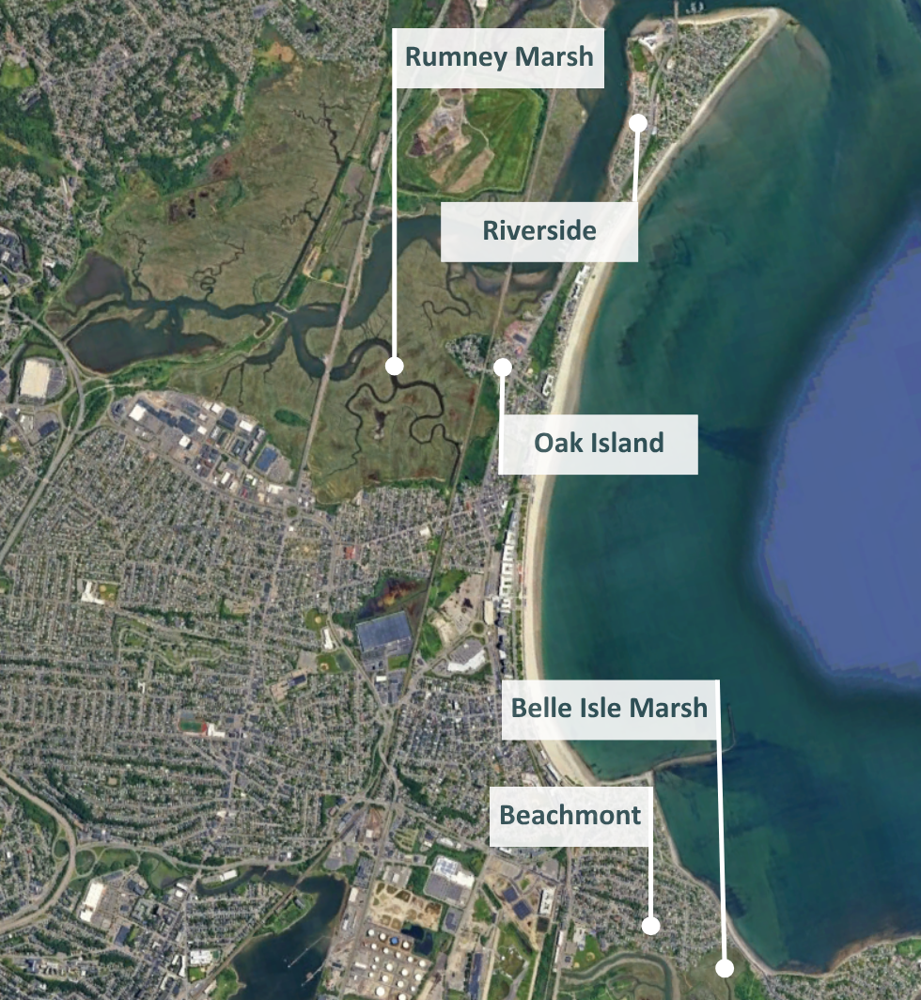 Rumney Marsh
Riverside
Oak Island
Belle Isle Marsh
Beachmont